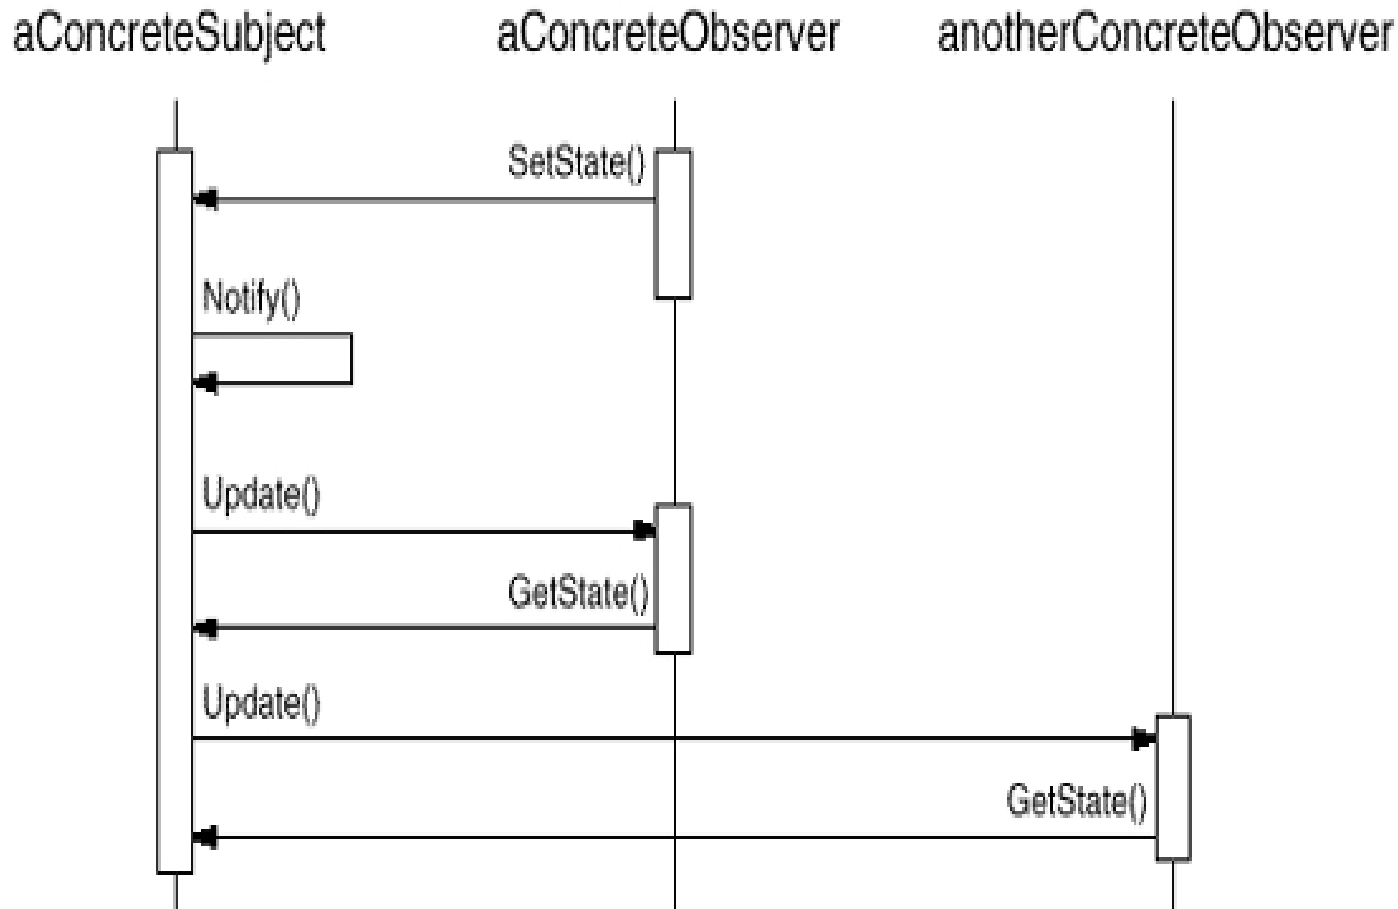 aConcreteSubject aConcreteObserver anotherConcreteObserver
SetState()
Notify()
Update()
GetState()
Update()
GetState()